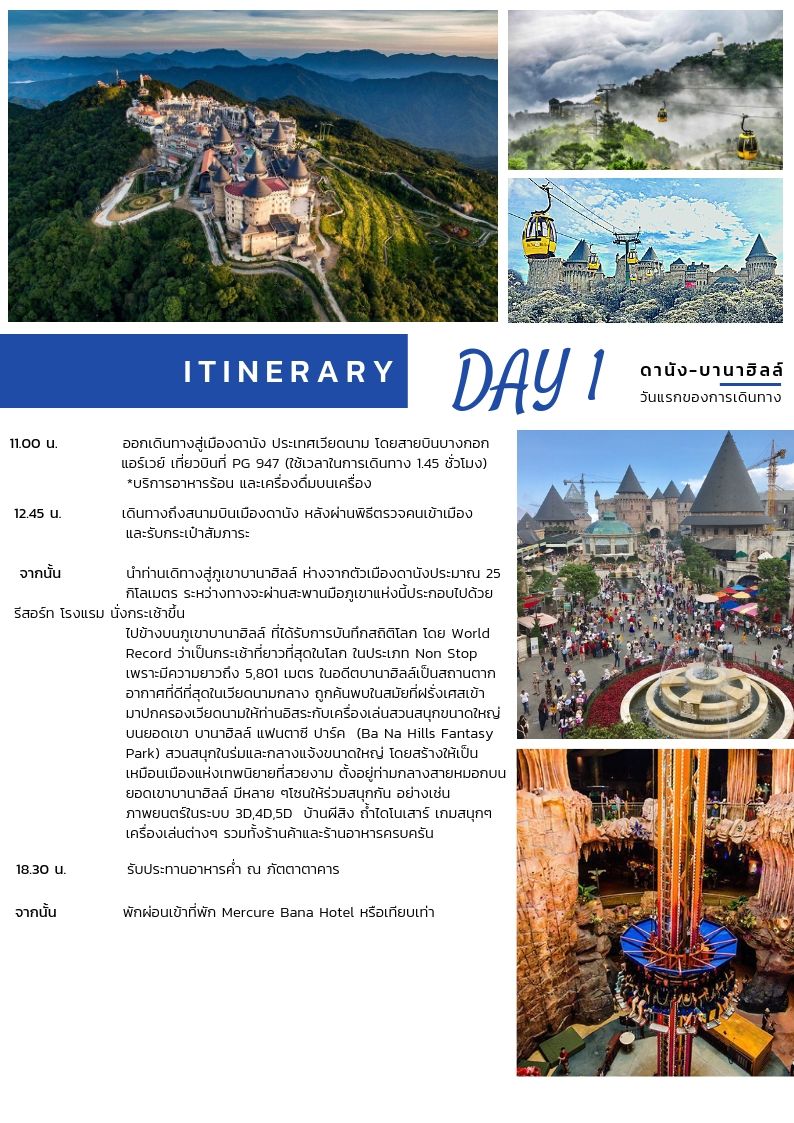 ITINERARY
DAY 1
ดานัง-บานาฮิลล์
วันแรกของการเดินทาง
11.00 น. ออกเดินทางสู่เมืองดานัง ประเทศเวียดนาม โดยสายบินบางกอก
แอร์เวย์ เที่ยวบินที่ PG 947 (ใช้เวลาในการเดินทาง 1.45 ชั่วโมง)
*บริการอาหารร้อน และเครื่องดื่มบนเครื่อง
12.45 น. เดินทางถึงสนามบินเมืองดานัง หลังผ่านพิธีตรวจคนเข้าเมือง
และรับกระเป๋าสัมภาระ
จากนั้น นำท่านเดิทางสู่ภูเขาบานาฮิลล์ ห่างจากตัวเมืองดานังประมาณ 25
กิโลเมตร ระหว่างทางจะผ่านสะพานมือภูเขาแห่งนี้ประกอบไปด้วย
รีสอร์ท โรงแรม นั่งกระเช้าขึ้น
ไปข้างบนภูเขาบานาฮิลล์ ที่ได้รับการบันทึกสถิติโลก โดย World
Record ว่าเป็นกระเช้าที่ยาวที่สุดในโลก ในประเภท Non Stop
เพราะมีความยาวถึง 5,801 เมตร ในอดีตบานาฮิลล์เป็นสถานตาก
อากาศที่ดีที่สุดในเวียดนามกลาง ถูกค้นพบในสมัยที่ฝรั่งเศสเข้า
มาปกครองเวียดนามให้ท่านอิสระกับเครื่องเล่นสวนสนุกขนาดใหญ่
บนยอดเขา บานาฮิลล์ แฟนตาซี ปาร์ค (Ba Na Hills Fantasy
Park) สวนสนุกในร่มและกลางแจ้งขนาดใหญ่ โดยสร้างให้เป็น
เหมือนเมืองแห่งเทพนิยายที่สวยงาม ตั้งอยู่ท่ามกลางสายหมอกบน
ยอดเขาบานาฮิลล์ มีหลาย ๆโซนให้ร่วมสนุกกัน อย่างเช่น
ภาพยนตร์ในระบบ 3D,4D,5D บ้านผีสิง ถ้ำไดโนเสาร์ เกมสนุกๆ
เครื่องเล่นต่างๆ รวมทั้งร้านค้าและร้านอาหารครบครัน
18.30 น. รับประทานอาหารค่ำ ณ ภัตตาตาคาร
จากนั้น พักผ่อนเข้าที่พัก Mercure Bana Hotel หรือเทียบเท่า